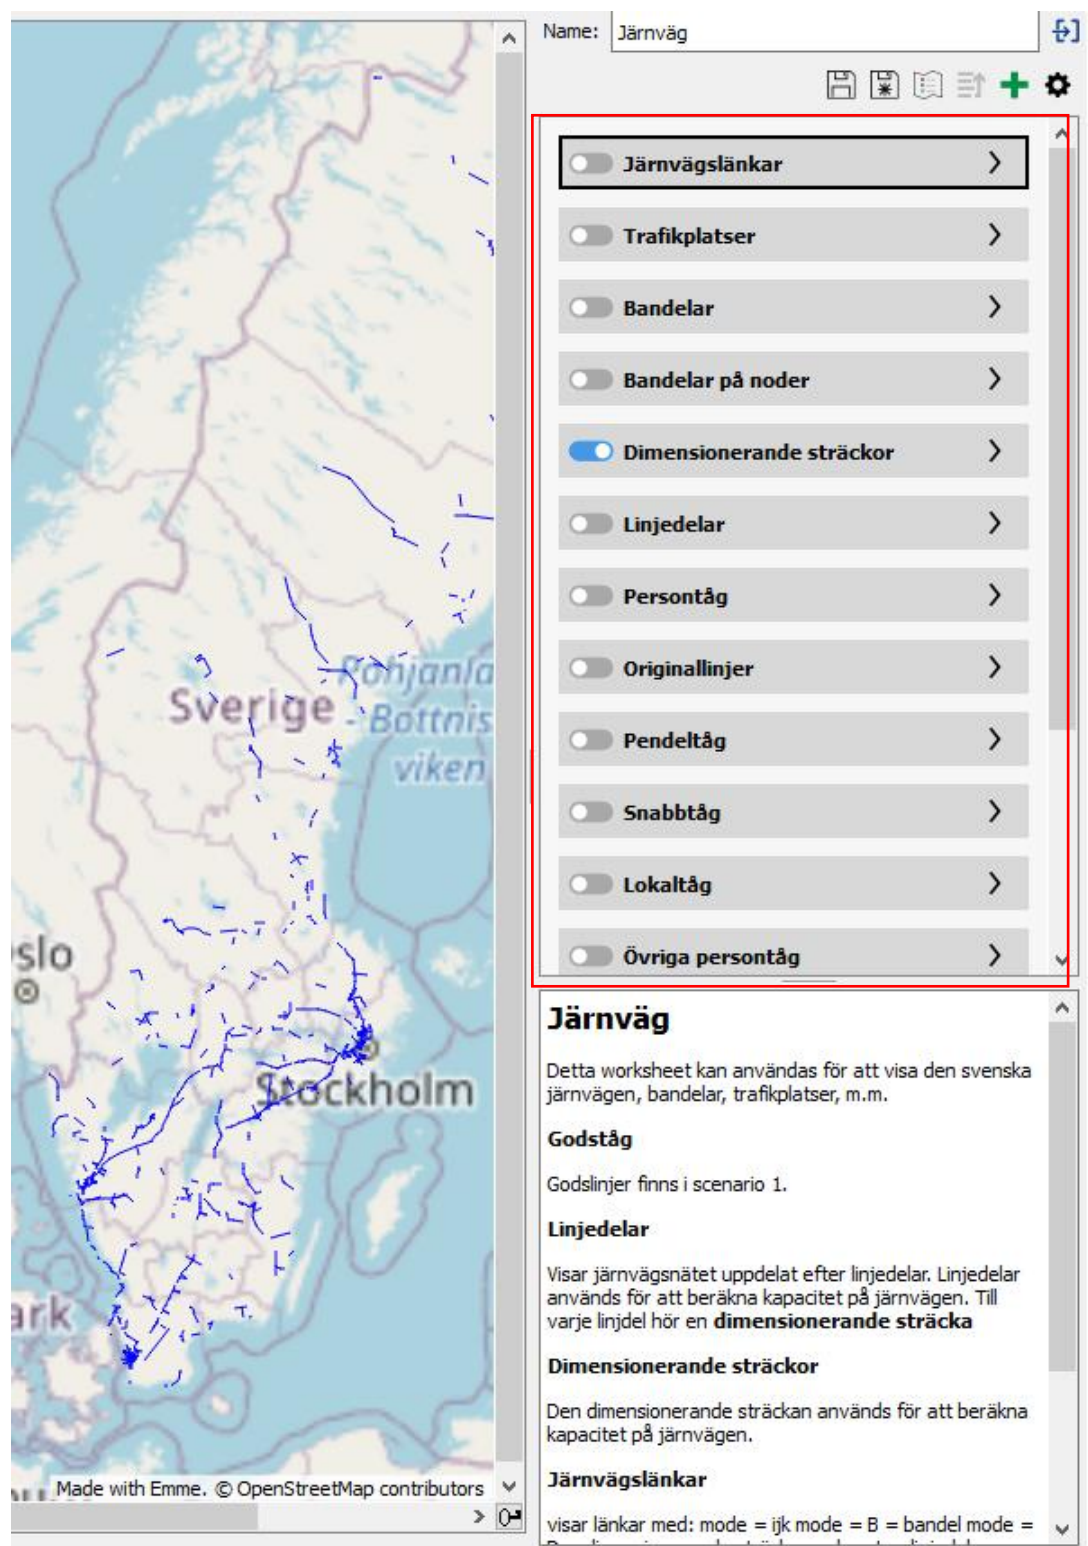 Name: Järnväg
Järnvägslänkar
Trafikplatser
Bandelar
Bandelar på noder
Dimensionerande sträckor
Linjedelar
Persontåg
Originallinjer
Pendeltåg
Snabbtåg
Lokaltåg
Övriga persontåg
Pohjanla
Sverige
- Bottnis
viken
slo
Stockholm
ark
Made with Emme. © OpenStreetMap contributors
Järnväg
Detta worksheet kan användas för att visa den svenska
järnvägen, bandelar, trafikplatser, m.m.
Godståg
Godslinjer finns i scenario 1.
Linjedelar
Visar järnvägsnätet uppdelat efter linjedelar. Linjedelar
används för att beräkna kapacitet på järnvägen. Till
varje linjdel hör en dimensionerande sträcka
Dimensionerande sträckor
Den dimensionerande sträckan används för att beräkna
kapacitet på järnvägen.
Järnvägslänkar
visar länkar med: mode = ijk mode = B = bandel mode =